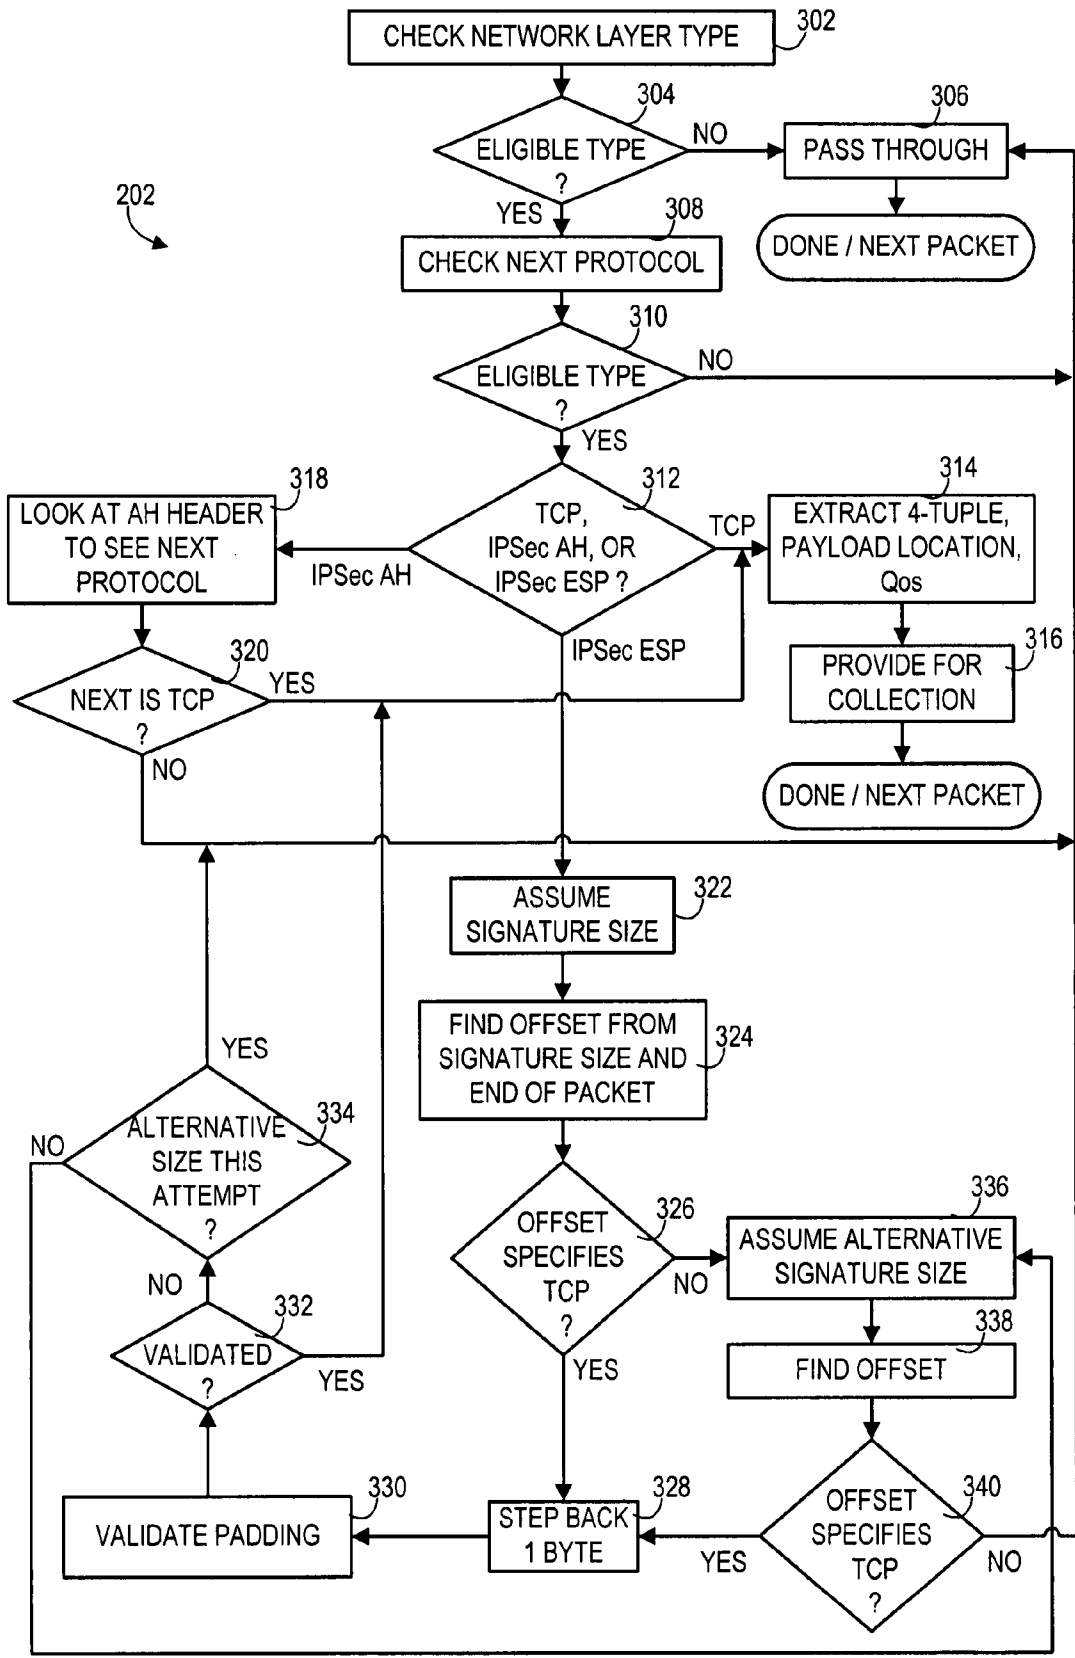 CHECK NETWORK LAYER TYPE
302
304
ELIGIBLE TYPE
?
NO
YES
306
PASS THROUGH
DONE / NEXT PACKET
202
308
CHECK NEXT PROTOCOL
310
ELIGIBLE TYPE
?
NO
YES
312
TCP,
IPSec AH, OR
IPSec ESP ?
TCP
IPSec AH
IPSec ESP
314
EXTRACT 4-TUPLE,
PAYLOAD LOCATION,
Qos
316
PROVIDE FOR
COLLECTION
DONE / NEXT PACKET
318
LOOK AT AH HEADER
TO SEE NEXT
PROTOCOL
320
NEXT IS TCP
?
YES
NO
322
ASSUME
SIGNATURE SIZE
324
FIND OFFSET FROM
SIGNATURE SIZE AND
END OF PACKET
326
OFFSET
SPECIFIES
TCP
?
NO
YES
328
STEP BACK
1 BYTE
330
VALIDATE PADDING
332
VALIDATED
?
YES
NO
334
ALTERNATIVE
SIZE THIS
ATTEMPT
?
YES
NO
336
ASSUME ALTERNATIVE
SIGNATURE SIZE
338
FIND OFFSET
340
OFFSET
SPECIFIES
TCP
?
YES
NO